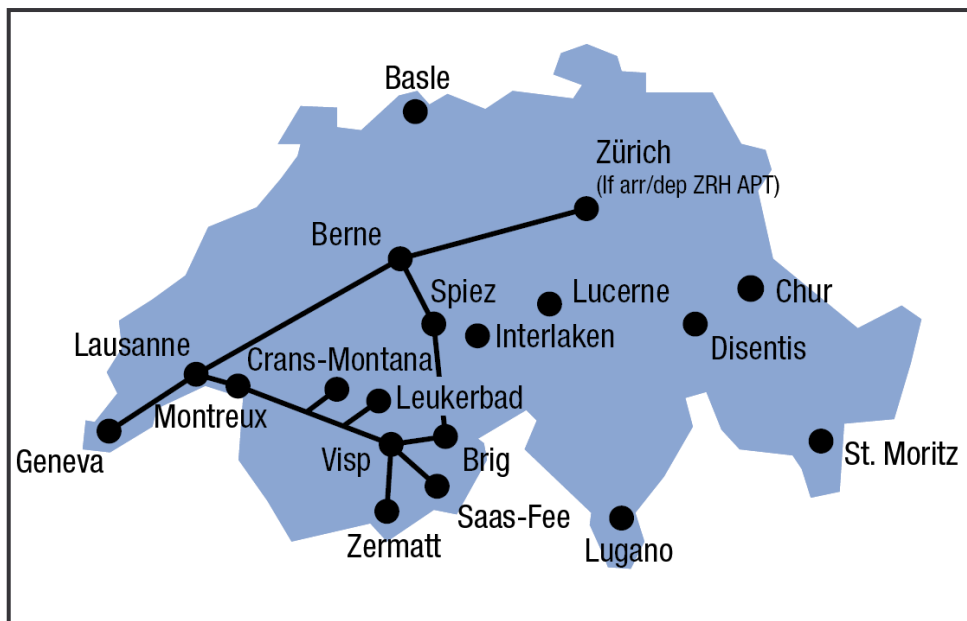 Basle
Zürich
(If arr/dep ZRH APT)
Berne
Spiez
Lucerne
Chur
Interlaken
Disentis
Lausanne
Crans-Montana
Leukerbad
Montreux
Geneva
Visp
Brig
St. Moritz
Saas-Fee
Zermatt
Lugano